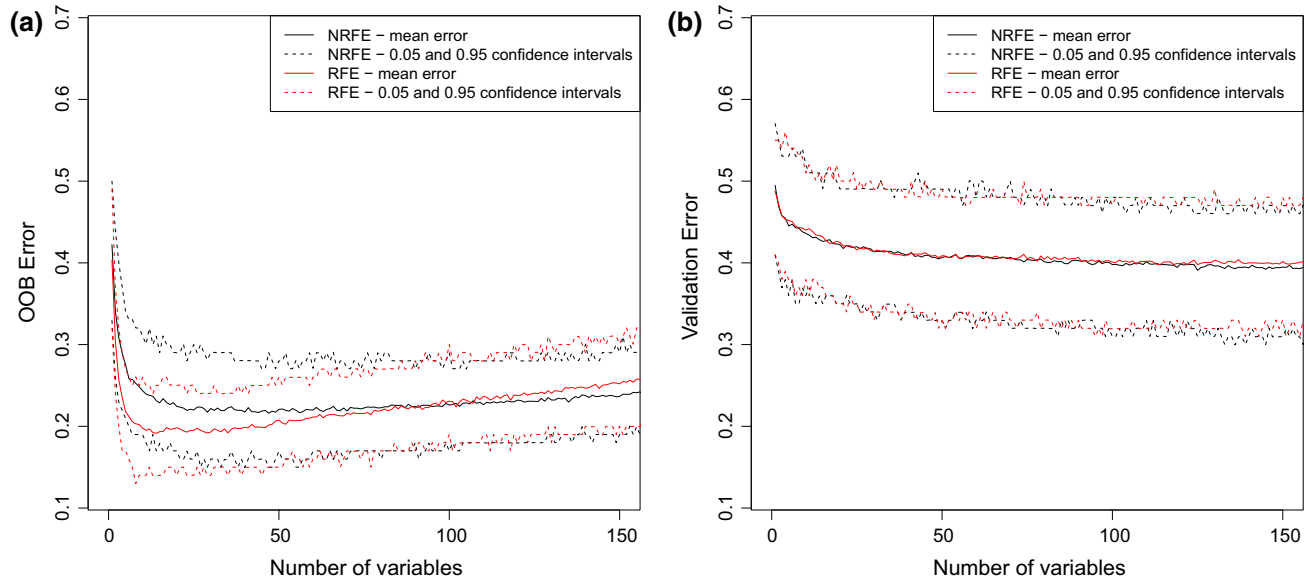 (a)
OOB Error
0.7
0.6
0.5
0.4
0.3
0.2
0.1
NRFE − mean error
NRFE − 0.05 and 0.95 confidence intervals
RFE − mean error
RFE − 0.05 and 0.95 confidence intervals
0 50 100 150
Number of variables
(b)
Validation Error
0.7
0.6
0.5
0.4
0.3
0.2
0.1
NRFE − mean error
NRFE − 0.05 and 0.95 confidence intervals
RFE − mean error
RFE − 0.05 and 0.95 confidence intervals
0 50 100 150
Number of variables